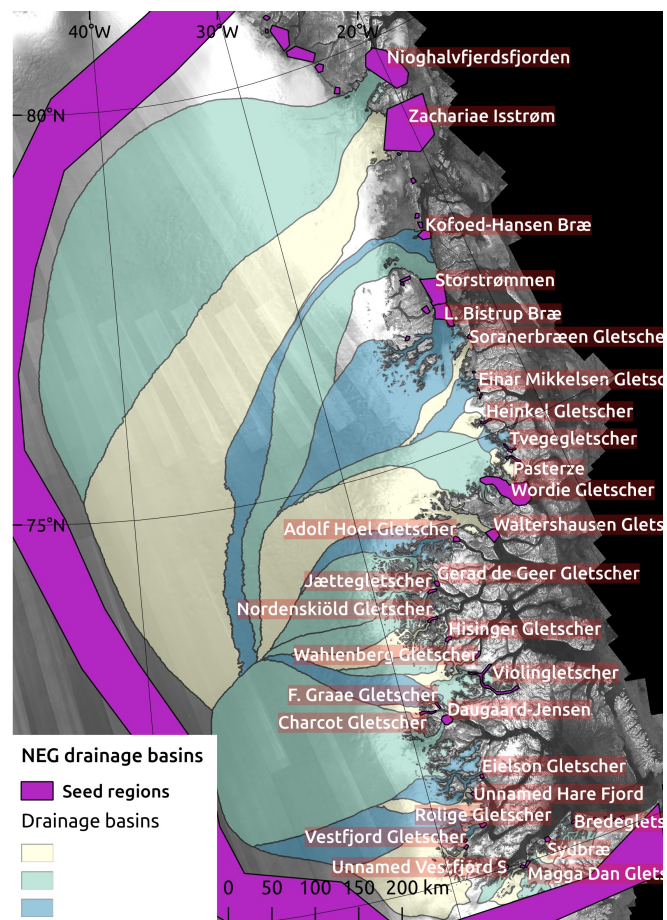 40°W
30°W
20°W
Nioghalvfjerdsfjorden
80°N
Zachariae Isstrøm
Kofoed-Hansen Bræ
Storstrømmen
L. Bistrup Bræ
Soranerbræen Gletsche
Einar Mikkelsen Gletsc
Heinkel Gletscher
Tvegegletscher
Pasterze
Wordie Gletscher
75°N
Adolf Hoel Gletscher
Waltershausen Glets
Jættegletscher
Gerad de Geer Gletscher
Nordenskiöld Gletscher
Hisinger Gletscher
Wahlenberg Gletscher
Violingletscher
F. Graae Gletscher
Daugaard-Jensen
Charcot Gletscher
NEG drainage basins
Eielson Gletscher
Seed regions
Unnamed Hare Fjord
Drainage basins
Rolige Gletscher
Bredeglets
Vestfjord Gletscher
Sydbræ
Unnamed Vestfjord S
Magga Dan Glets
0 50 100 150 200 km